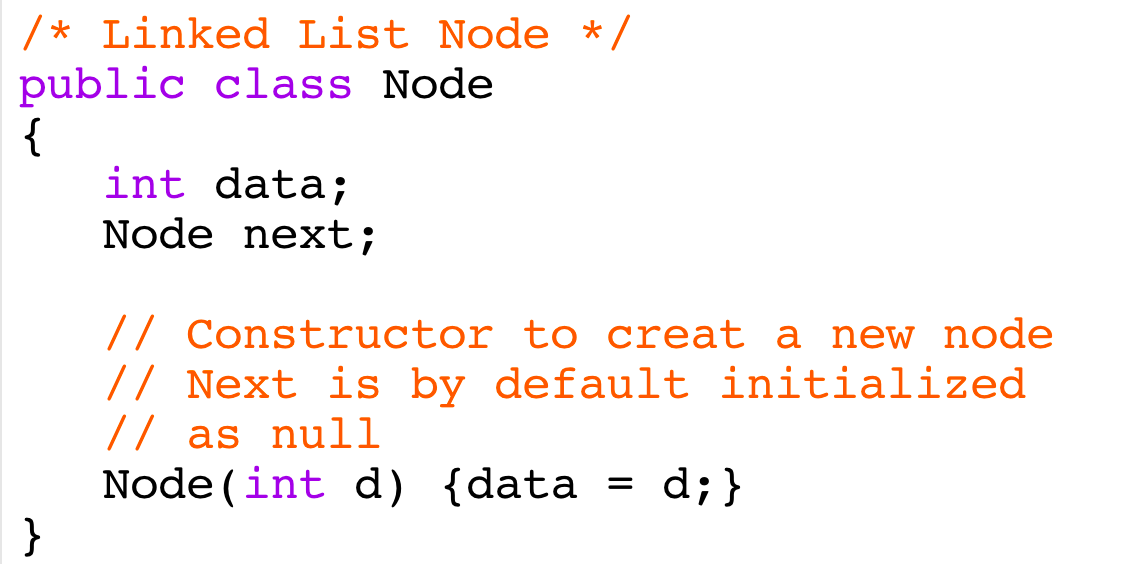 /* Linked List Node */
public class Node
{
int data;
Node next;
// Constructor to creat a new node
// Next is by default initialized
// as null
Node(int d) {data = d;}
}